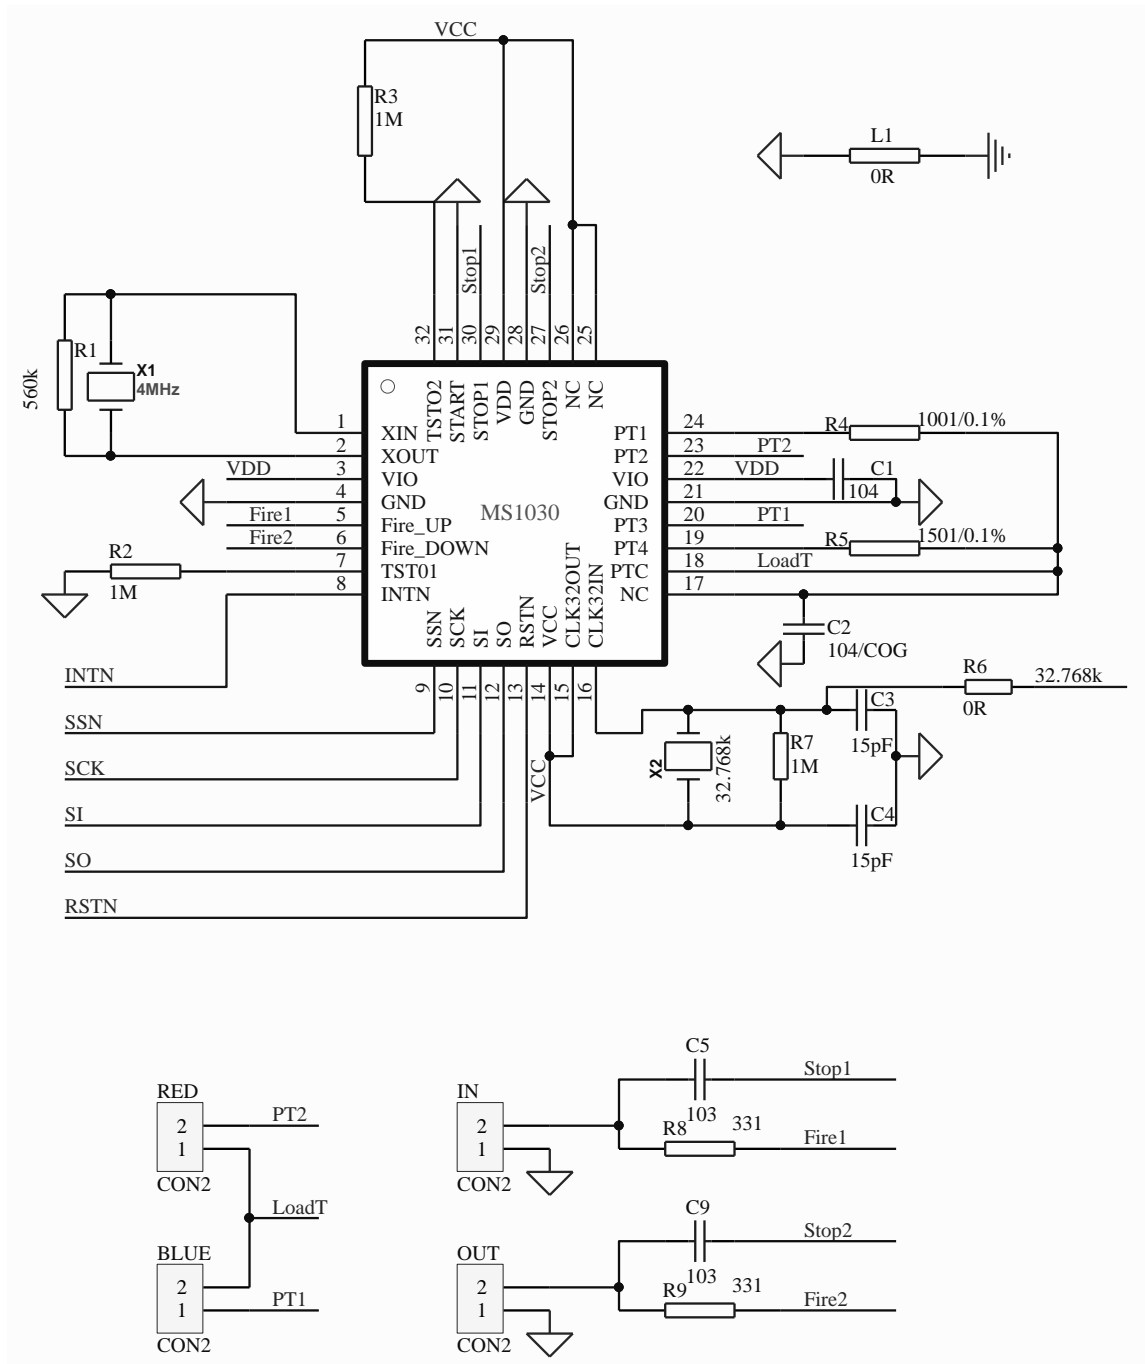 VCC
R3
1M
L1
0R
Stop1
Stop2
32
31
30
29
28
27
26
25
R1
560k
X1
4MHz
TSTO2
START
STOP1
VDD
GND
STOP2
NC
NC
1
XIN
2
XOUT
VDD
3
VIO
4
GND
Fire1
5
Fire_UP
Fire2
6
Fire_DOWN
R2
1M
7
TST01
8
INTN
MS1030
PT1
24
R4
1001/0.1%
PT2
23
PT2
VIO
22
VDD
C1
104
GND
21
PT3
20
PT1
PT4
19
R5
1501/0.1%
PTC
18
LoadT
NC
17
SSN
SCK
SI
SO
RSTN
VCC
CLK32OUT
CLK32IN
C2
104/COG
9
10
11
12
13
14
15
16
INTN
SSN
SCK
SI
SO
RSTN
VCC
R6
0R
32.768k
C3
15pF
X2
32.768k
R7
1M
C4
15pF
RED
2
1
CON2
PT2
LoadT
BLUE
2
1
CON2
PT1
IN
2
1
CON2
C5
103
Stop1
R8
331
Fire1
OUT
2
1
CON2
C9
103
Stop2
R9
331
Fire2